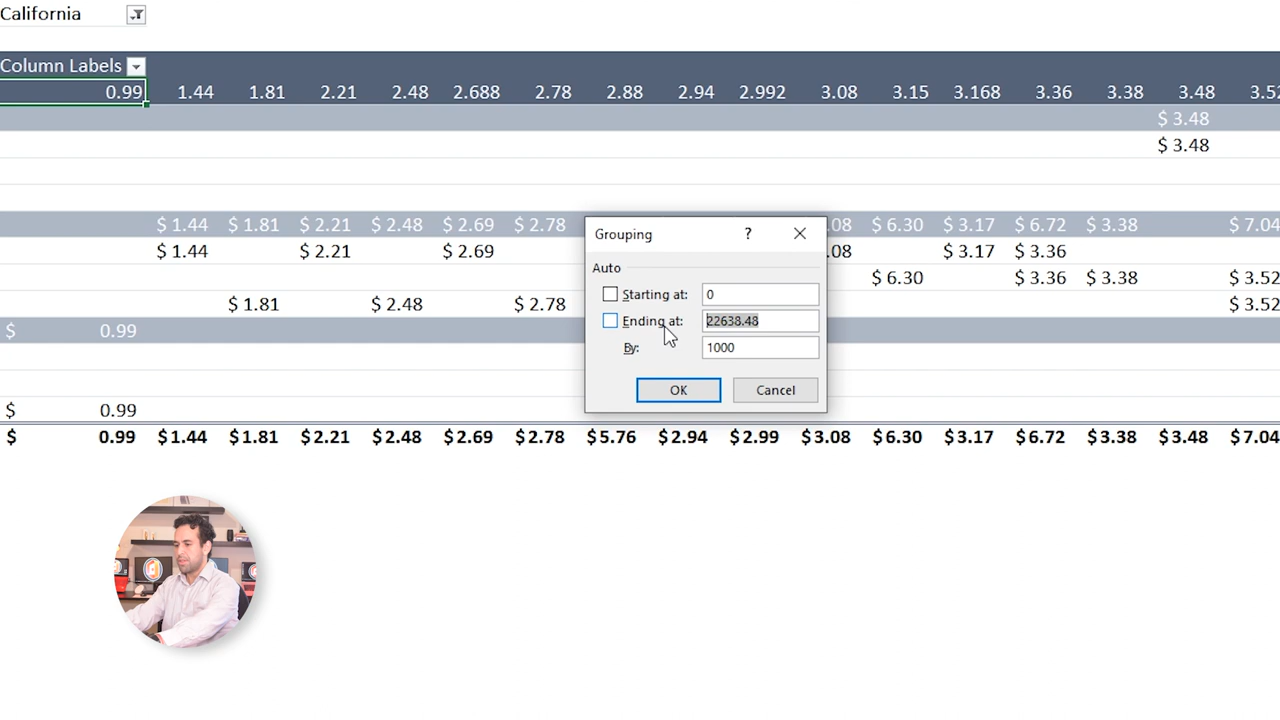 California
Column Labels
0.99 1.44 1.81 2.21 2.48 2.688 2.78 2.88 2.94 2.992 3.08 3.15 3.168 3.36 3.38 3.48 3.52
$ 3.48
$ 3.48
$ 1.44 $ 1.81 $ 2.21 $ 2.48 $ 2.69 $ 2.78 .08 $ 6.30 $ 3.17 $ 6.72 $ 3.38 $ 7.04
$ 1.44 $ 2.21 $ 2.69 .08 $ 3.17 $ 3.36
$ 6.30 $ 3.36 $ 3.38 $ 3.52
$ 1.81 $ 2.48 $ 2.78 $ 3.52
$ 0.99
$ 0.99
$ 0.99 $ 1.44 $ 1.81 $ 2.21 $ 2.48 $ 2.69 $ 2.78 $ 5.76 $ 2.94 $ 2.99 $ 3.08 $ 6.30 $ 3.17 $ 6.72 $ 3.38 $ 3.48 $ 7.04
Grouping ?
Auto
Starting at: 0
Ending at: 22638.48
By: 1000
OK Cancel